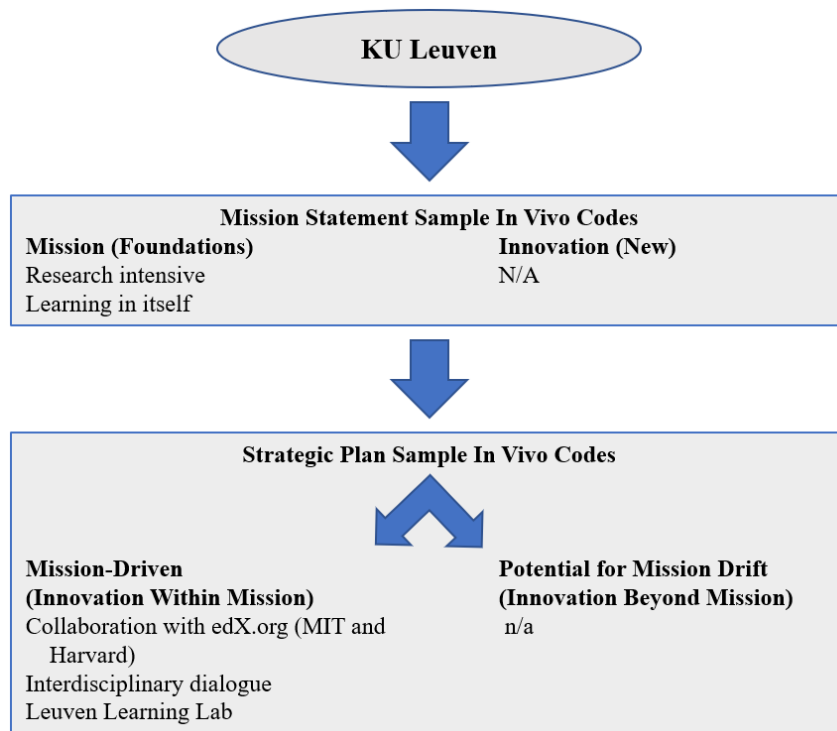 KU Leuven
Mission Statement Sample In Vivo Codes
Mission (Foundations)
Research intensive
Learning in itself
Innovation (New)
N/A
Strategic Plan Sample In Vivo Codes
Mission-Driven
(Innovation Within Mission)
Collaboration with edX.org (MIT and
Harvard)
Interdisciplinary dialogue
Leuven Learning Lab
Potential for Mission Drift
(Innovation Beyond Mission)
n/a